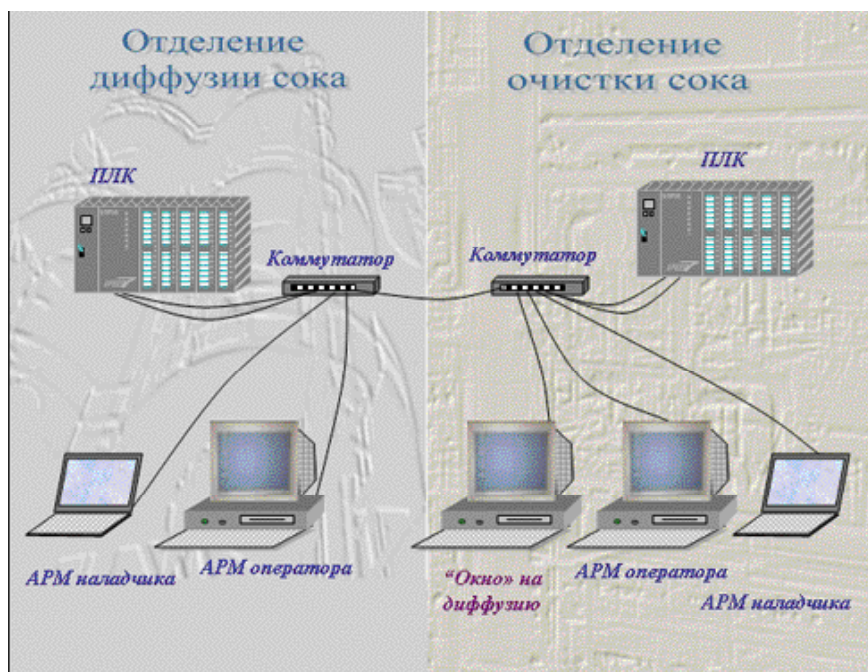 Отделение
диффузии сока
Отделение
очистки сока
ПЛК
ПЛК
Коммутатор
Коммутатор
АРМ наладчика
АРМ оператора
“Окно» на
диффузию
АРМ оператора
АРМ наладчика